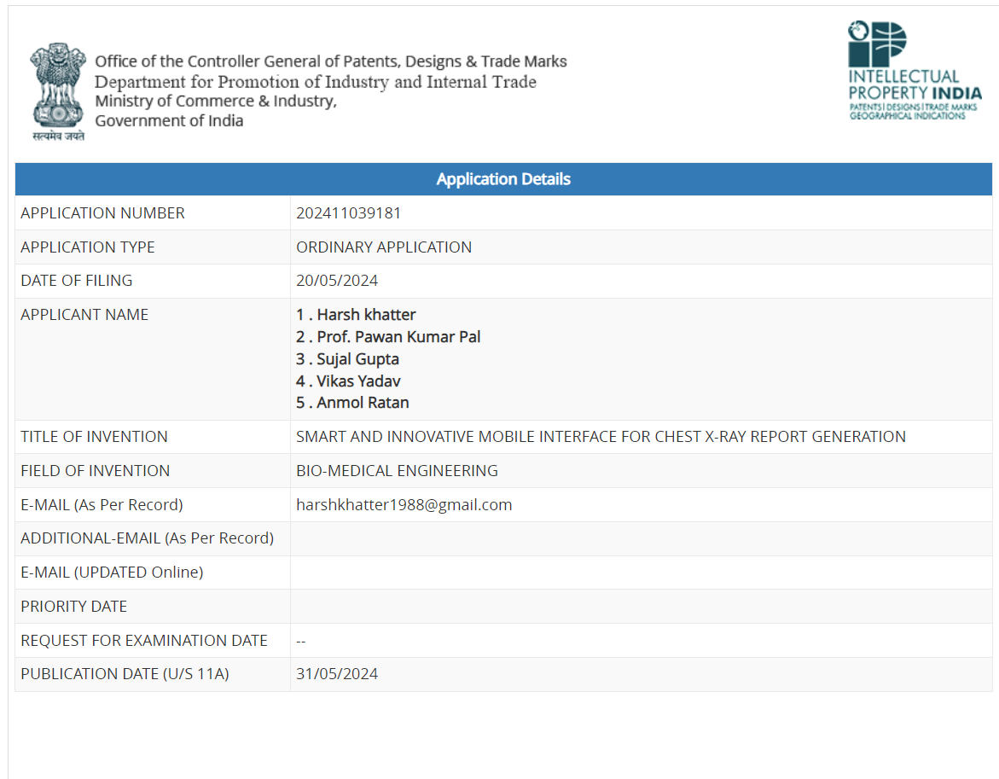 सत्यमेव जयते
Office of the Controller General of Patents, Designs & Trade Marks
Department for Promotion of Industry and Internal Trade
Ministry of Commerce & Industry,
Government of India
INTELLECTUAL
PROPERTY INDIA
PATENTS | DESIGNS | TRADE MARKS
GEOGRAPHICAL INDICATIONS
Application Details
APPLICATION NUMBER 202411039181
APPLICATION TYPE ORDINARY APPLICATION
DATE OF FILING 20/05/2024
APPLICANT NAME 1 . Harsh khatter
2 . Prof. Pawan Kumar Pal
3 . Sujal Gupta
4 . Vikas Yadav
5 . Anmol Ratan
TITLE OF INVENTION SMART AND INNOVATIVE MOBILE INTERFACE FOR CHEST X-RAY REPORT GENERATION
FIELD OF INVENTION BIO-MEDICAL ENGINEERING
E-MAIL (As Per Record) harshkhatter1988@gmail.com
ADDITIONAL-EMAIL (As Per Record)
E-MAIL (UPDATED Online)
PRIORITY DATE
REQUEST FOR EXAMINATION DATE --
PUBLICATION DATE (U/S 11A) 31/05/2024